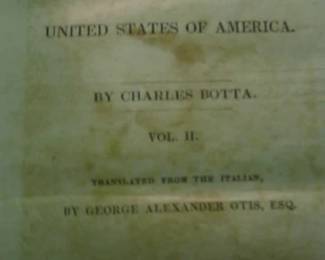 UNITED STATES OF AMERICA.
BY CHARLES BOTTA.
VOL. II.
TRANSLATED FROM THE ITALIAN,
BY GEORGE ALEXANDER OTIS, ESQ.